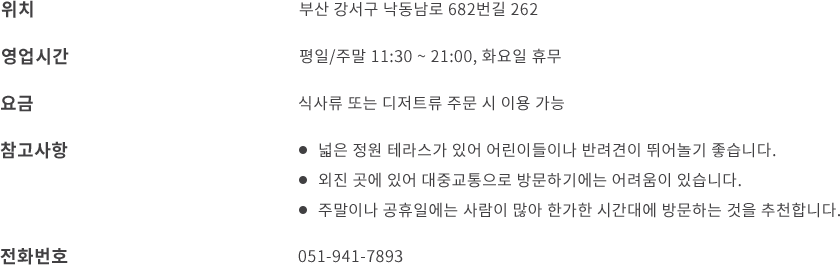 위치 부산 강서구 낙동남로 682번길 262
영업시간 평일/주말 11:30 ~ 21:00, 화요일 휴무
요금 식사류 또는 디저트류 주문 시 이용 가능
참고사항 ● 넓은 정원 테라스가 있어 어린이들이나 반려견이 뛰어놀기 좋습니다.
● 외진 곳에 있어 대중교통으로 방문하기에는 어려움이 있습니다.
● 주말이나 공휴일에는 사람이 많아 한가한 시간대에 방문하는 것을 추천합니다.
전화번호 051-941-7893